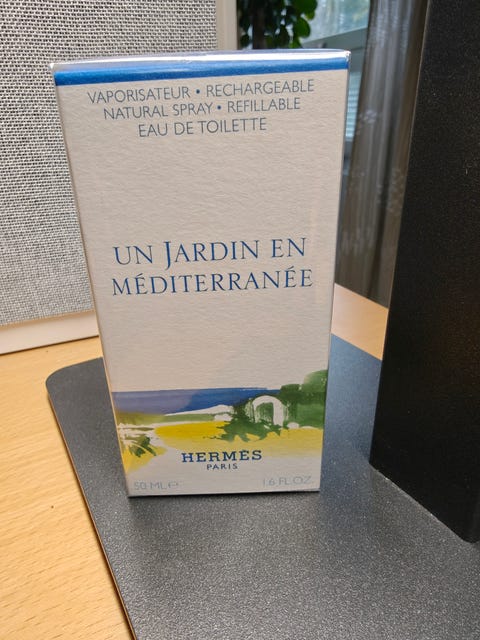 VAPORISATEUR • RECHARGEABLE
NATURAL SPRAY • REFILLABLE
EAU DE TOILETTE
UN JARDIN EN
MÉDITERRANÉE
HERMÈS
PARIS
50 ML ℮ 1.6 FL.OZ.